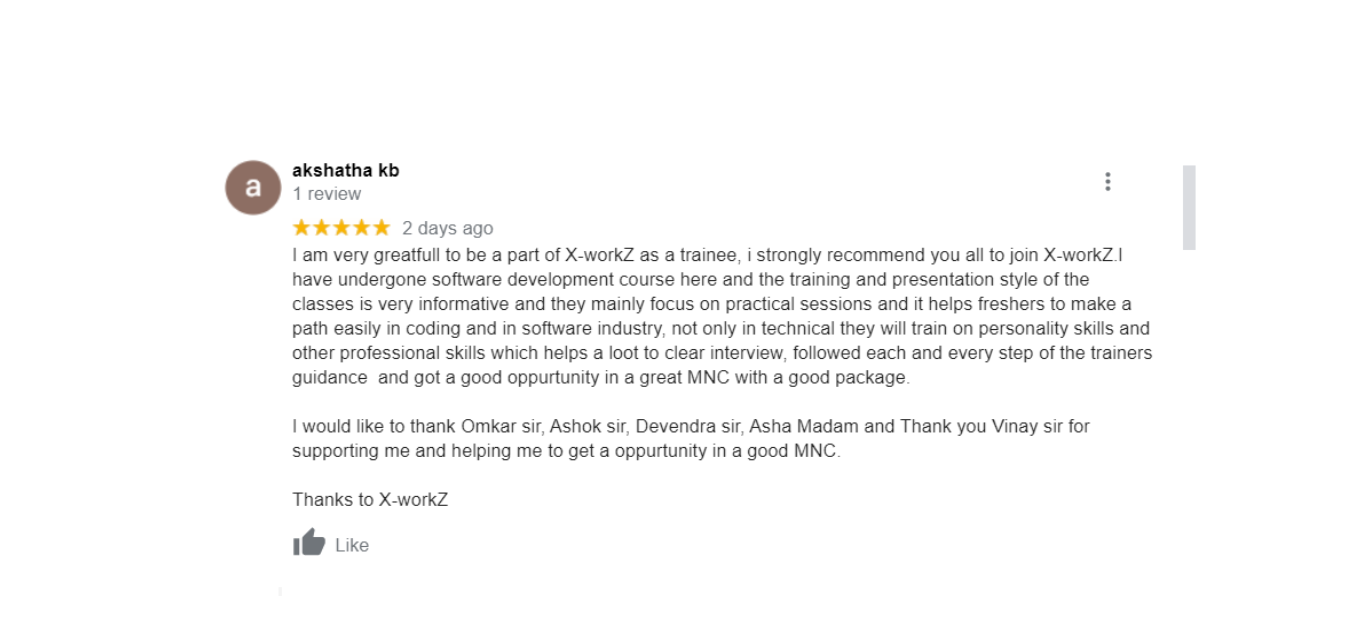 a
akshatha kb
1 review
2 days ago
I am very greatfull to be a part of X-workZ as a trainee, i strongly recommend you all to join X-workZ.I
have undergone software development course here and the training and presentation style of the
classes is very informative and they mainly focus on practical sessions and it helps freshers to make a
path easily in coding and in software industry, not only in technical they will train on personality skills and
other professional skills which helps a loot to clear interview, followed each and every step of the trainers
guidance  and got a good oppurtunity in a great MNC with a good package.
I would like to thank Omkar sir, Ashok sir, Devendra sir, Asha Madam and Thank you Vinay sir for
supporting me and helping me to get a oppurtunity in a good MNC.
Thanks to X-workZ
Like